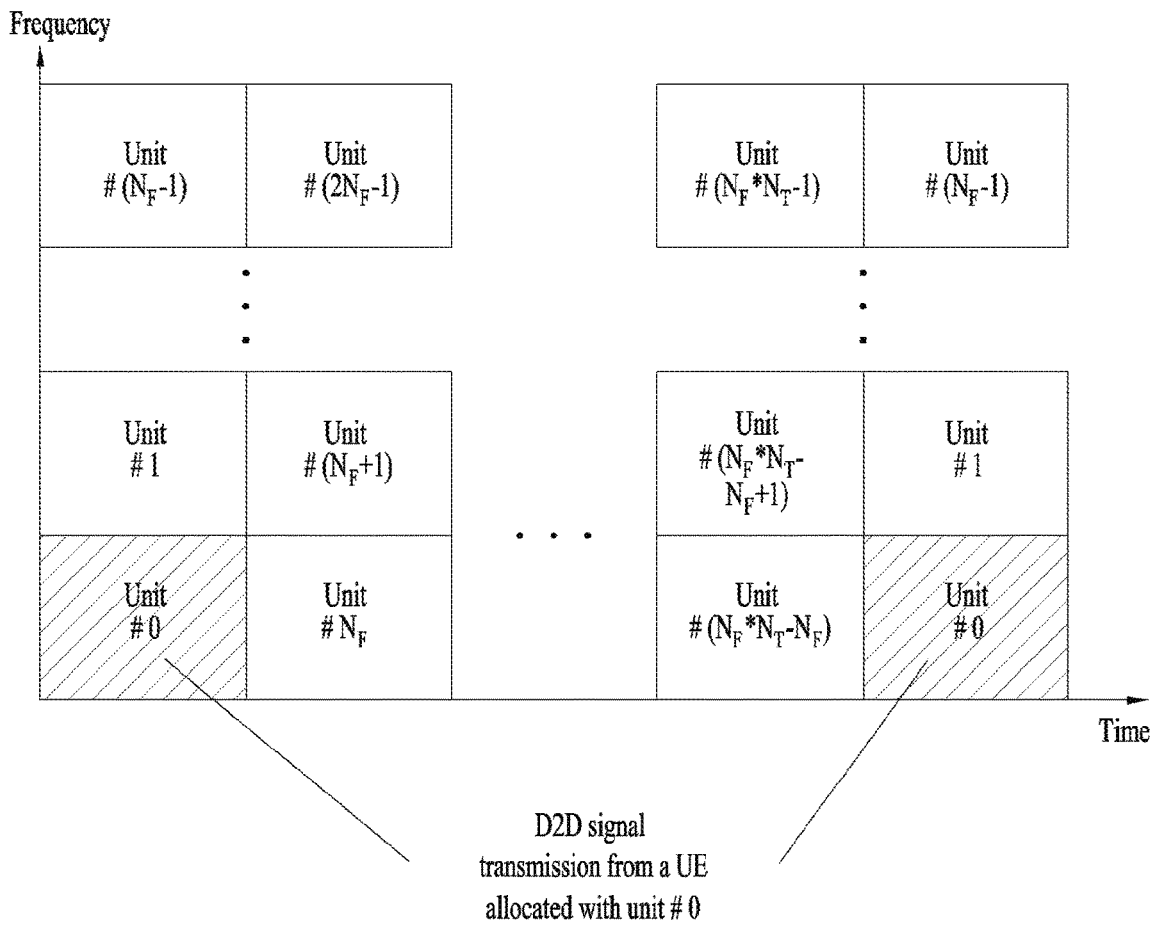 Frequency
Unit
# (N_F-1)
Unit
# (2N_F-1)
Unit
# (N_F*N_T-1)
Unit
# (N_F-1)
Unit
# 1
Unit
# (N_F+1)
Unit
# (N_F*N_T-
N_F+1)
Unit
# 1
Unit
# 0
Unit
# N_F
Unit
# (N_F*N_T-N_F)
Unit
# 0
Time
D2D signal
transmission from a UE
allocated with unit # 0